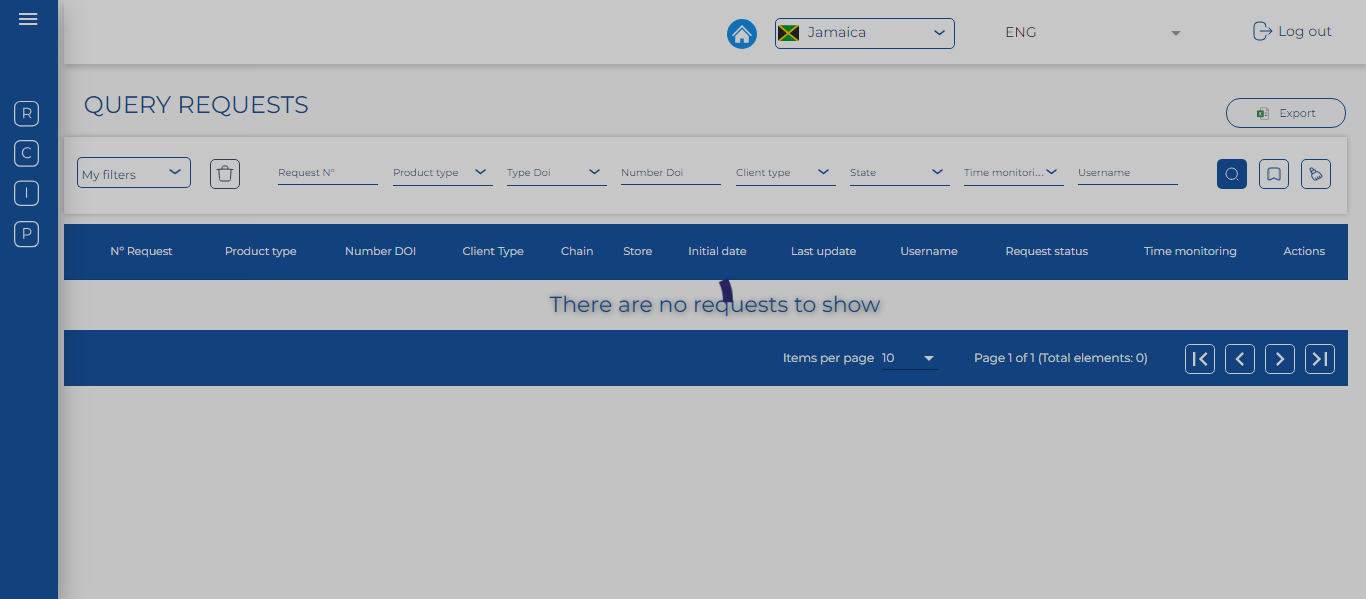 Jamaica
ENG
Log out
QUERY REQUESTS
Export
R
C
I
P
My filters
Request Nº
Product type
Type Doi
Number Doi
Client type
State
Time monitori...
Username
Nº Request
Product type
Number DOI
Client Type
Chain
Store
Initial date
Last update
Username
Request status
Time monitoring
Actions
There are no requests to show
Items per page 10
Page 1 of 1 (Total elements: 0)